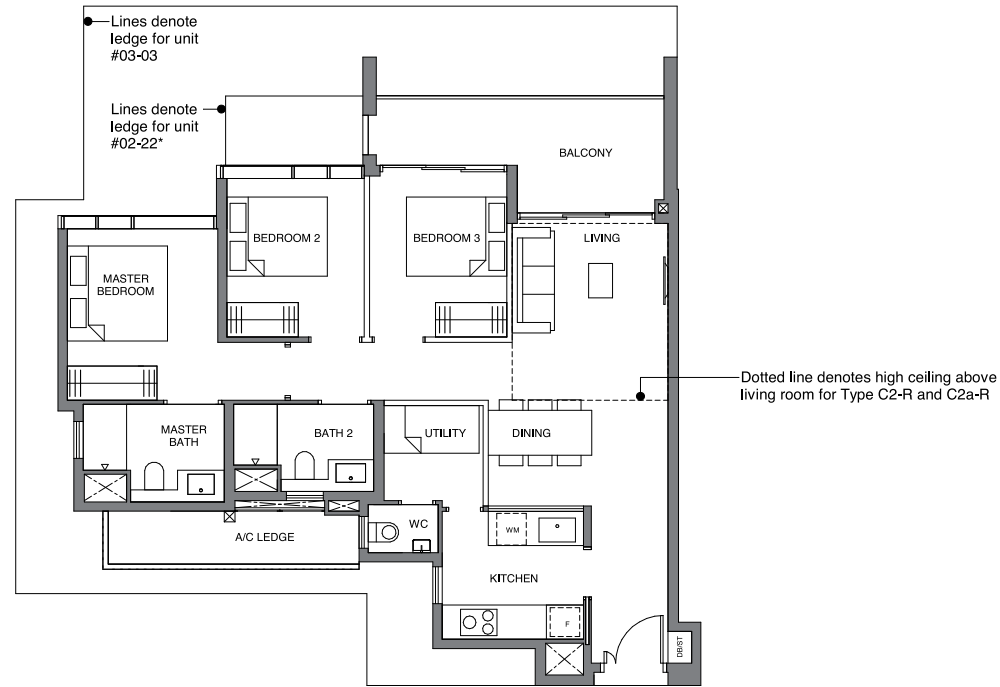 Lines denote
ledge for unit
#03-03
Lines denote
ledge for unit
#02-22*
BALCONY
BEDROOM 2
BEDROOM 3
LIVING
MASTER
BEDROOM
Dotted line denotes high ceiling above
living room for Type C2-R and C2a-R
MASTER
BATH
BATH 2
UTILITY
DINING
A/C LEDGE
WC
WM
KITCHEN
F
DB/ST